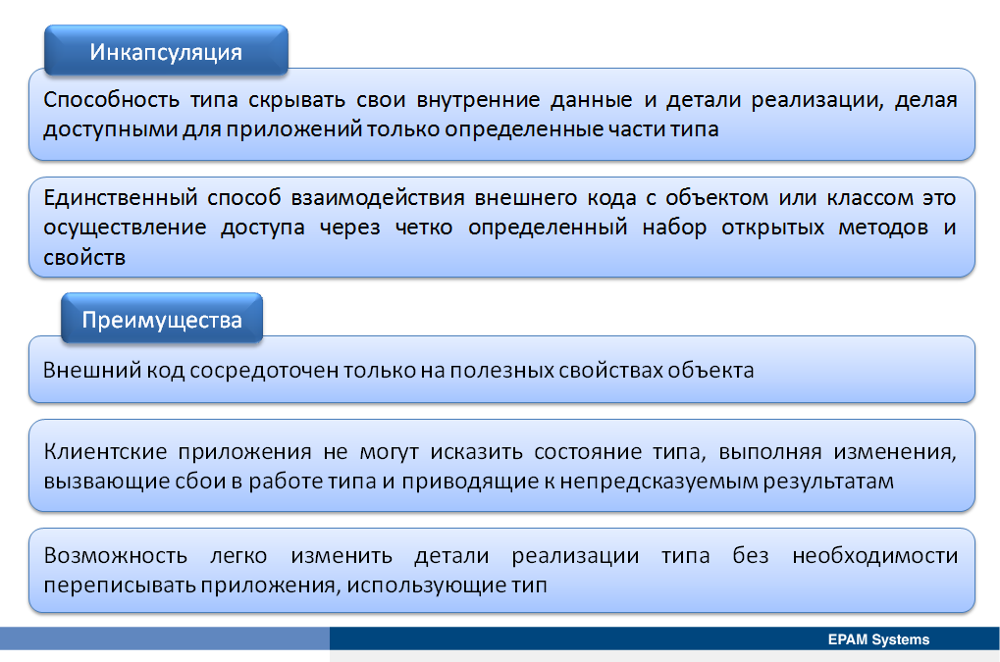 Инкапсуляция
Способность типа скрывать свои внутренние данные и детали реализации, делая
доступными для приложений только определенные части типа
Единственный способ взаимодействия внешнего кода с объектом или классом это
осуществление доступа через четко определенный набор открытых методов и
свойств
Преимущества
Внешний код сосредоточен только на полезных свойствах объекта
Клиентские приложения не могут исказить состояние типа, выполняя изменения,
вызвающие сбои в работе типа и приводящие к непредсказуемым результатам
Возможность легко изменить детали реализации типа без необходимости
переписывать приложения, использующие тип
EPAM Systems